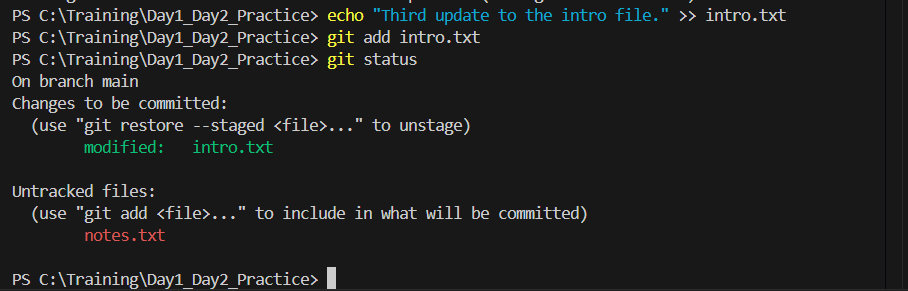 PS C:\Training\Day1_Day2_Practice> echo "Third update to the intro file." >> intro.txt
PS C:\Training\Day1_Day2_Practice> git add intro.txt
PS C:\Training\Day1_Day2_Practice> git status
On branch main
Changes to be committed:
  (use "git restore --staged <file>..." to unstage)
        modified:   intro.txt

Untracked files:
  (use "git add <file>..." to include in what will be committed)
        notes.txt

PS C:\Training\Day1_Day2_Practice>